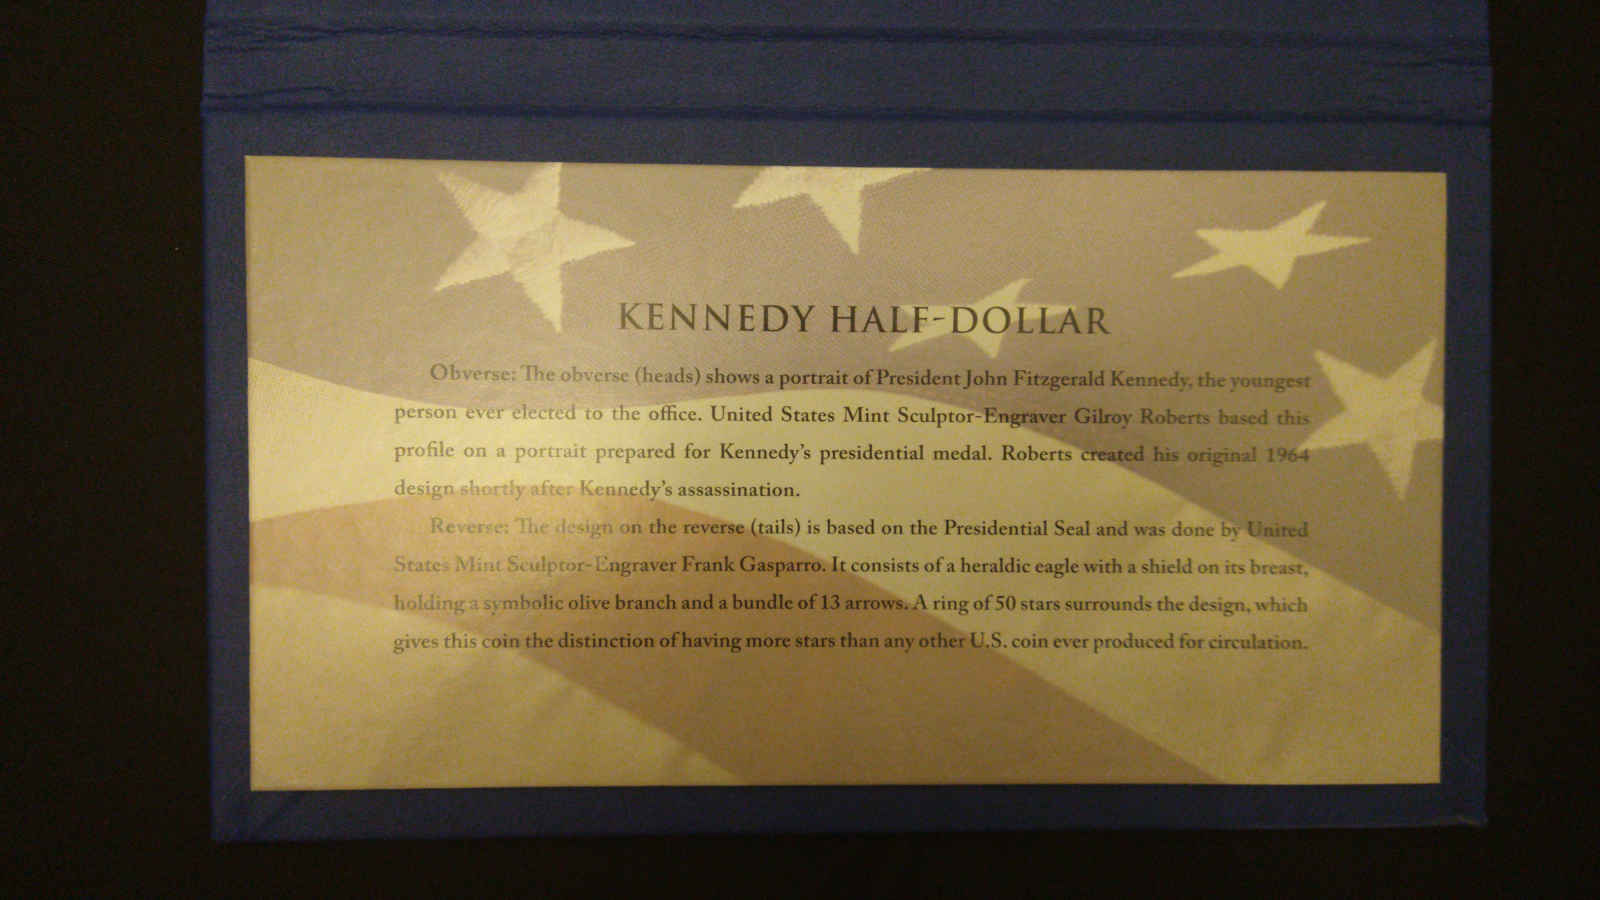 KENNEDY HALF-DOLLAR
Obverse: The obverse (heads) shows a portrait of President John Fitzgerald Kennedy, the youngest
person ever elected to the office. United States Mint Sculptor-Engraver Gilroy Roberts based this
profile on a portrait prepared for Kennedy's presidential medal. Roberts created his original 1964
design shortly after Kennedy's assassination.
Reverse: The design on the reverse (tails) is based on the Presidential Seal and was done by United
States Mint Sculptor-Engraver Frank Gasparro. It consists of a heraldic eagle with a shield on its breast,
holding a symbolic olive branch and a bundle of 13 arrows. A ring of 50 stars surrounds the design, which
gives this coin the distinction of having more stars than any other U.S. coin ever produced for circulation.